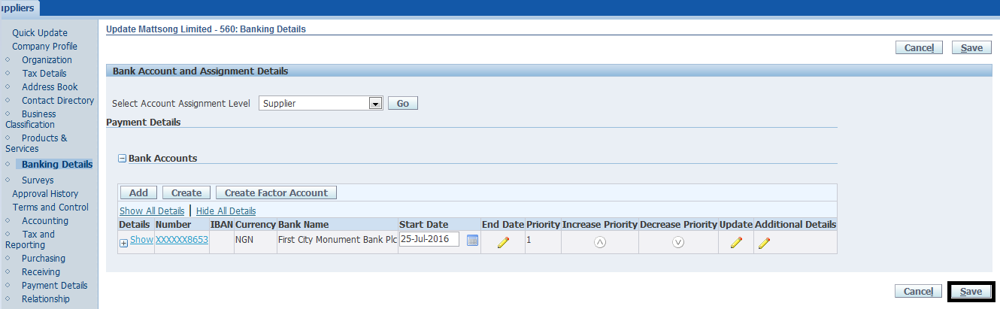 uppliers
Quick Update
Company Profile
Organization
Tax Details
Address Book
Contact Directory
Business
Classification
Products &
Services
Banking Details
Surveys
Approval History
Terms and Control
Accounting
Tax and
Reporting
Purchasing
Receiving
Payment Details
Relationship
Update Mattsong Limited - 560: Banking Details
Cancel Save
Bank Account and Assignment Details
Select Account Assignment Level Supplier Go
Payment Details
Bank Accounts
Add Create Create Factor Account
Show All Details Hide All Details
Details Number IBAN Currency Bank Name Start Date End Date Priority Increase Priority Decrease Priority Update Additional Details
Show XXXXXX8653 NGN First City Monument Bank Plc 25-Jul-2016 1
Cancel Save